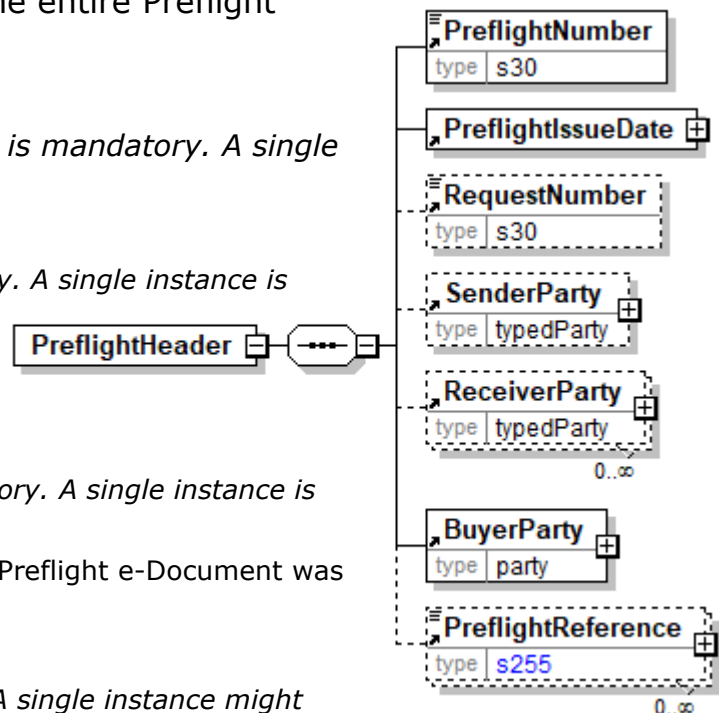 ne entire Preflight
is mandatory. A single
y. A single instance is
ory. A single instance is
Preflight e-Document was
A single instance might
PreflightHeader
PreflightNumber
type s30
PreflightIssueDate
RequestNumber
type s30
SenderParty
type typedParty
ReceiverParty
type typedParty
0..∞
BuyerParty
type party
PreflightReference
type s255
0..∞